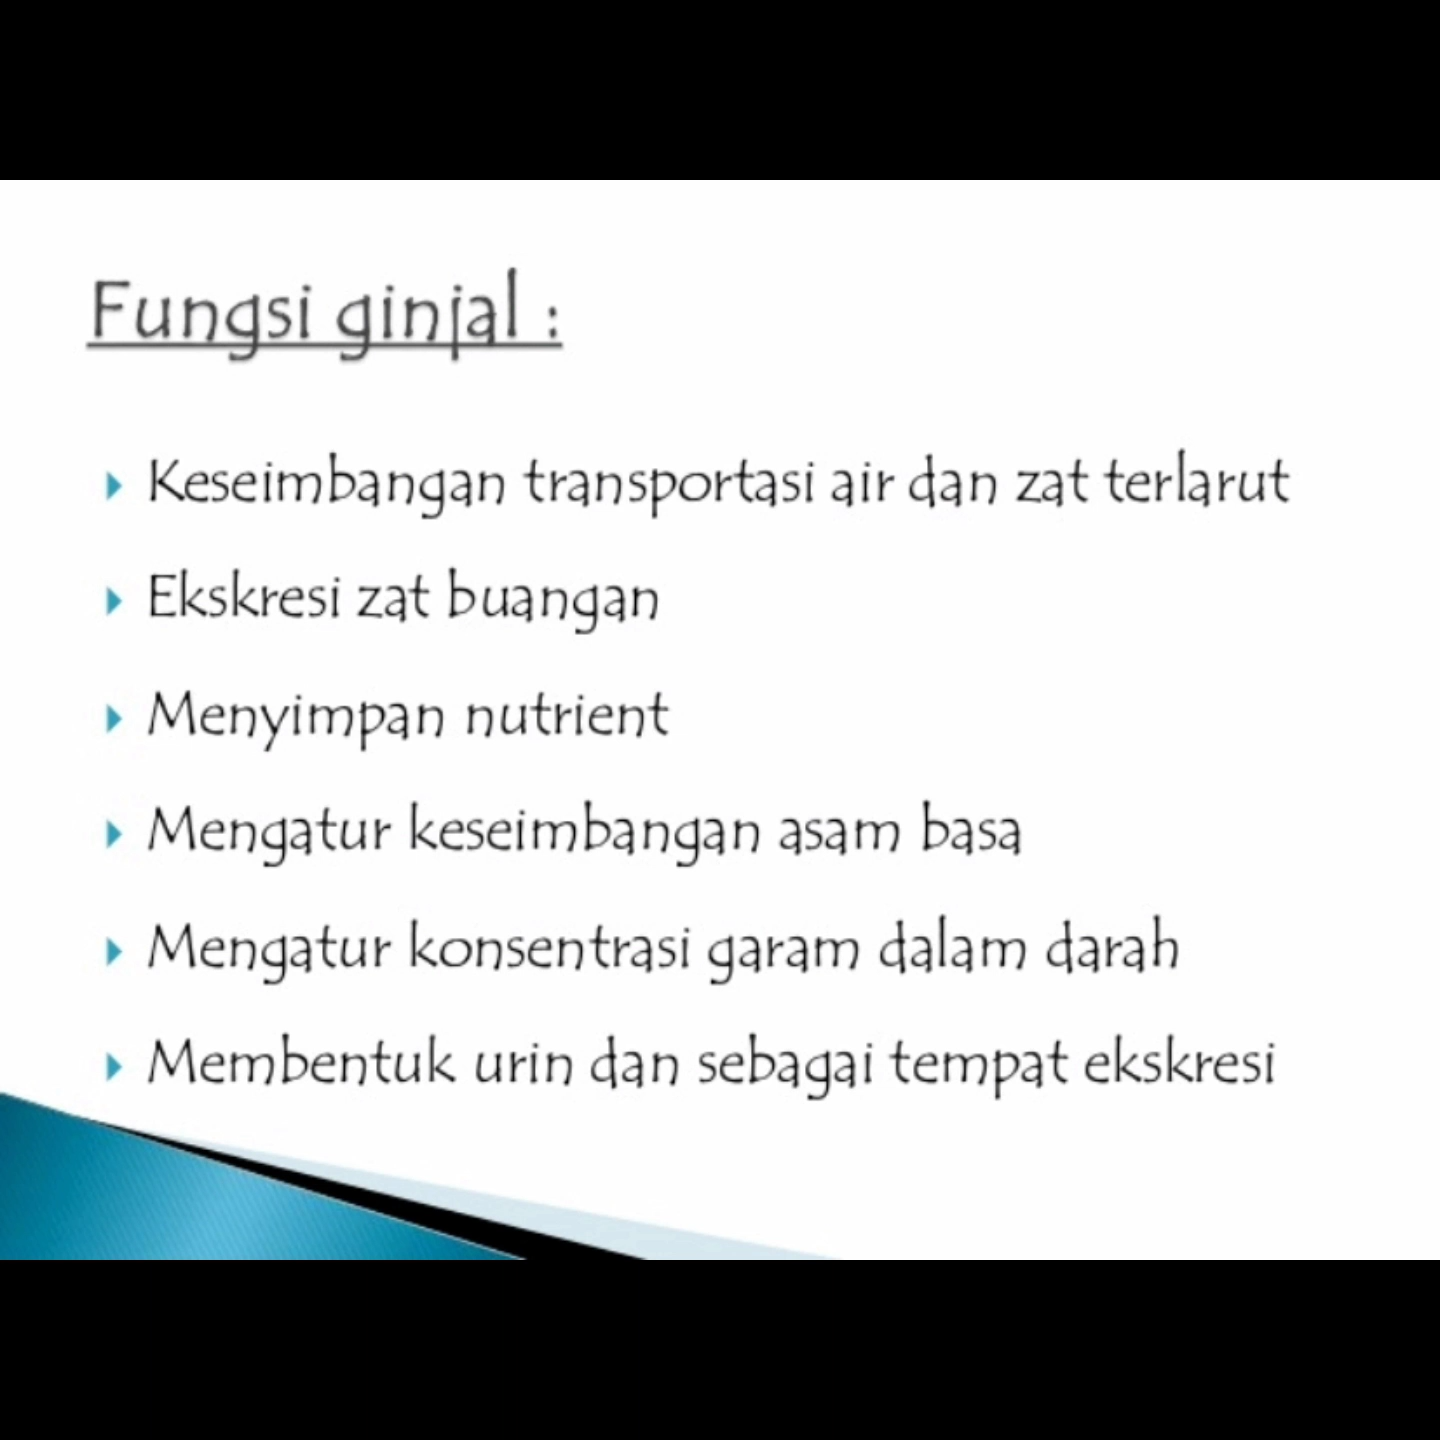 Fungsi ginjal :
Keseimbangan transportasi air dan zat terlarut
Ekskresi zat buangan
Menyimpan nutrient
Mengatur keseimbangan asam basa
Mengatur konsentrasi garam dalam darah
Membentuk urin dan sebagai tempat ekskresi